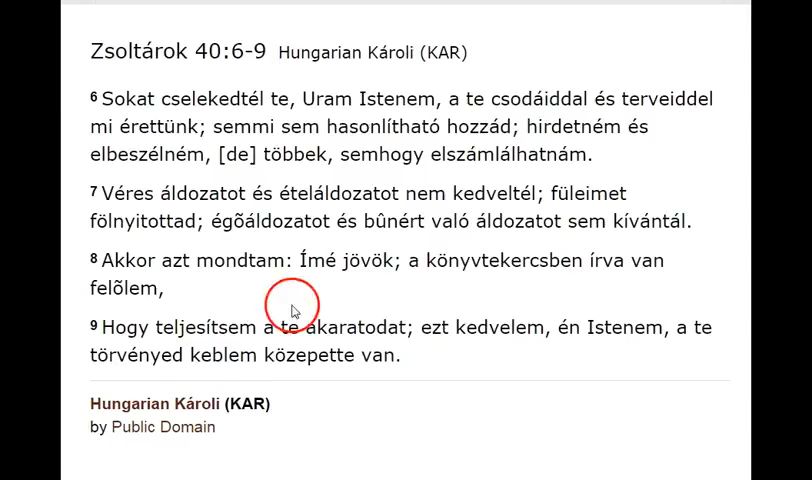 Zsoltárok 40:6-9 Hungarian Károli (KAR)
6 Sokat cselekedtél te, Uram Istenem, a te csodáiddal és terveiddel
mi érettünk; semmi sem hasonlítható hozzád; hirdetném és
elbeszélném, [de] többek, semhogy elszámlálhatnám.
7 Véres áldozatot és ételáldozatot nem kedveltél; füleimet
fölnyitottad; égõáldozatot és bûnért való áldozatot sem kívántál.
8 Akkor azt mondtam: Ímé jövök; a könyvtekercsben írva van
felõlem,
9 Hogy teljesítsem a te akaratodat; ezt kedvelem, én Istenem, a te
törvényed keblem közepette van.
Hungarian Károli (KAR)
by Public Domain